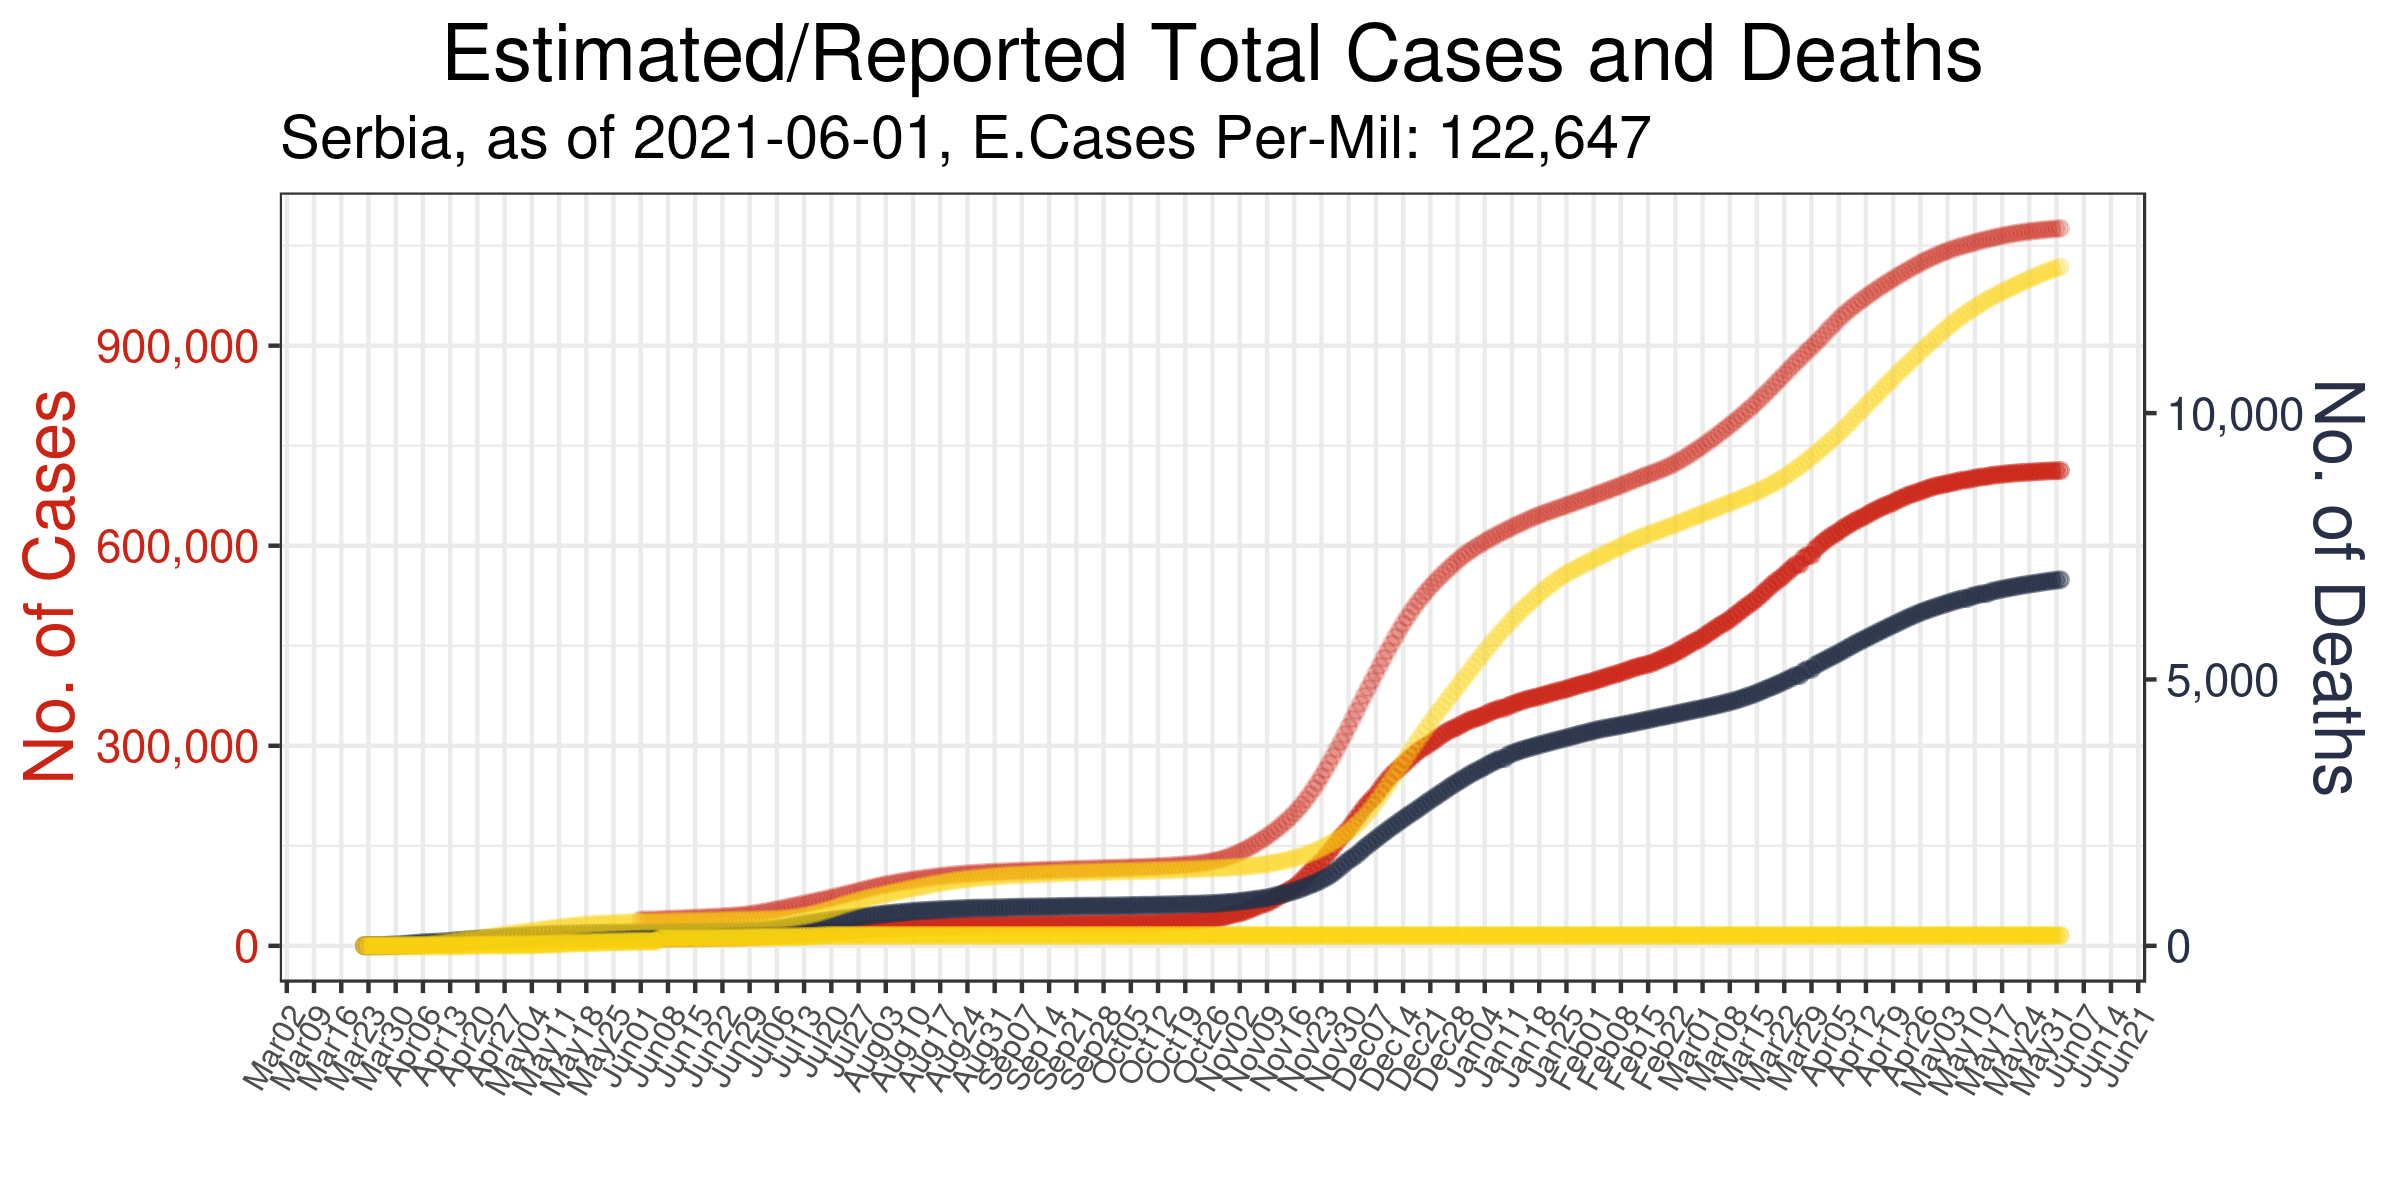 Estimated/Reported Total Cases and Deaths
Serbia, as of 2021-06-01, E.Cases Per-Mil: 122,647
No. of Cases
900,000
600,000
300,000
0
10,000
5,000
0
No. of Deaths
Mar02
Mar09
Mar16
Mar23
Mar30
Apr06
Apr13
Apr20
Apr27
May04
May11
May18
May25
Jun01
Jun08
Jun15
Jun22
Jun29
Jul06
Jul13
Jul20
Jul27
Aug03
Aug10
Aug17
Aug24
Aug31
Sep07
Sep14
Sep21
Sep28
Oct05
Oct12
Oct19
Oct26
Nov02
Nov09
Nov16
Nov23
Nov30
Dec07
Dec14
Dec21
Dec28
Jan04
Jan11
Jan18
Jan25
Feb01
Feb08
Feb15
Feb22
Mar01
Mar08
Mar15
Mar22
Mar29
Apr05
Apr12
Apr19
Apr26
May03
May10
May17
May24
May31
Jun07
Jun14
Jun21